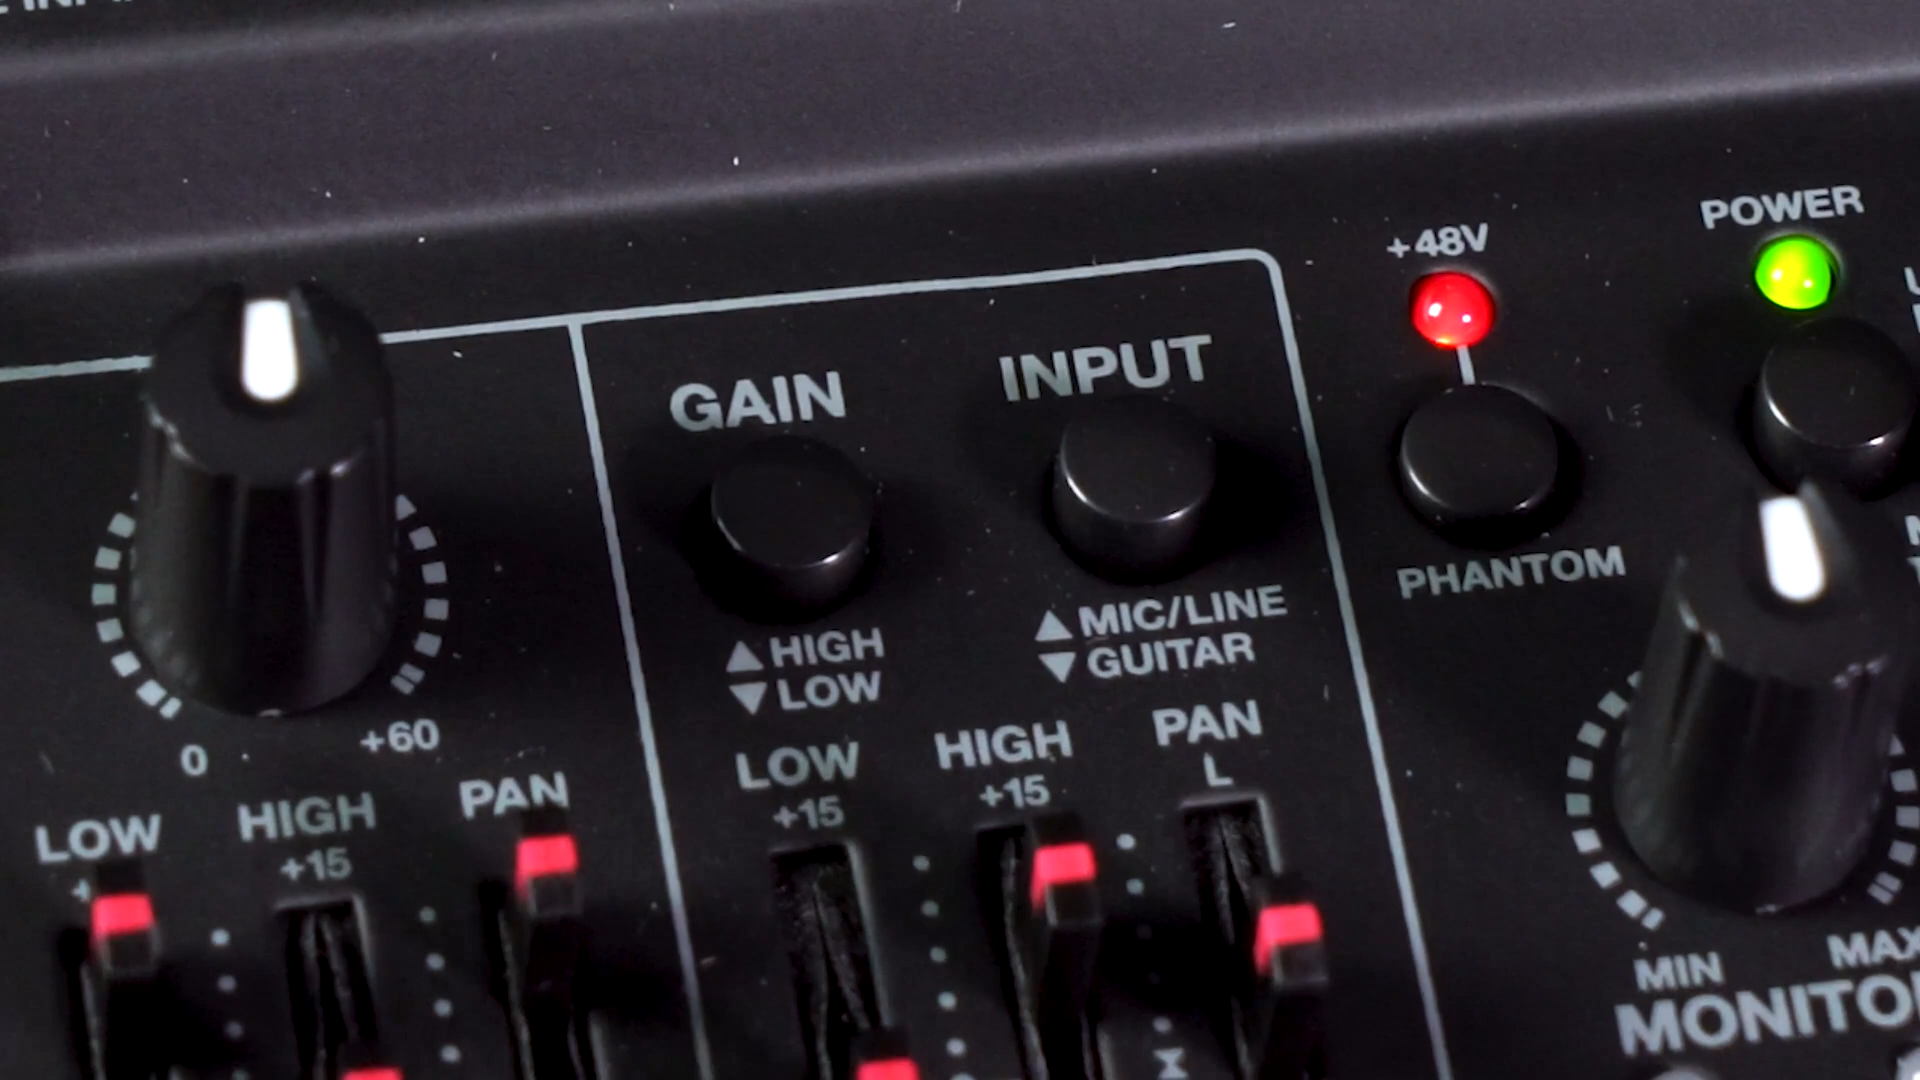 POWER
+48V
GAIN
INPUT
PHANTOM
▲ HIGH
▼ LOW
▲ MIC/LINE
▼ GUITAR
0
+60
LOW
HIGH
+15
PAN
LOW
+15
HIGH
+15
PAN
L
MIN
MAX